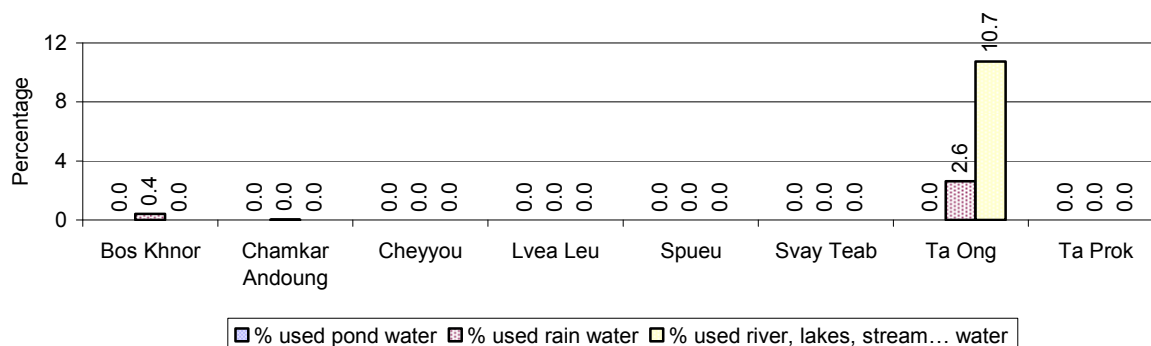 10.7
12
8
4
0
Percentage
0.0 0.4 0.0
0.0 0.0 0.0
0.0 0.0 0.0
0.0 0.0 0.0
0.0 0.0 0.0
0.0 0.0 0.0
0.0 2.6
0.0 0.0 0.0
Bos Khnor
Chamkar
Andoung
Cheyyou
Lvea Leu
Spueu
Svay Teab
Ta Ong
Ta Prok
% used pond water % used rain water % used river, lakes, stream… water